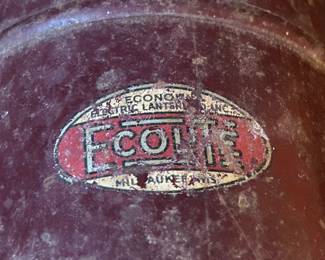 ECONOMY
ELECTRIC LANTERN CO. INC.
ECOLITE
MILWAUKEE WIS.